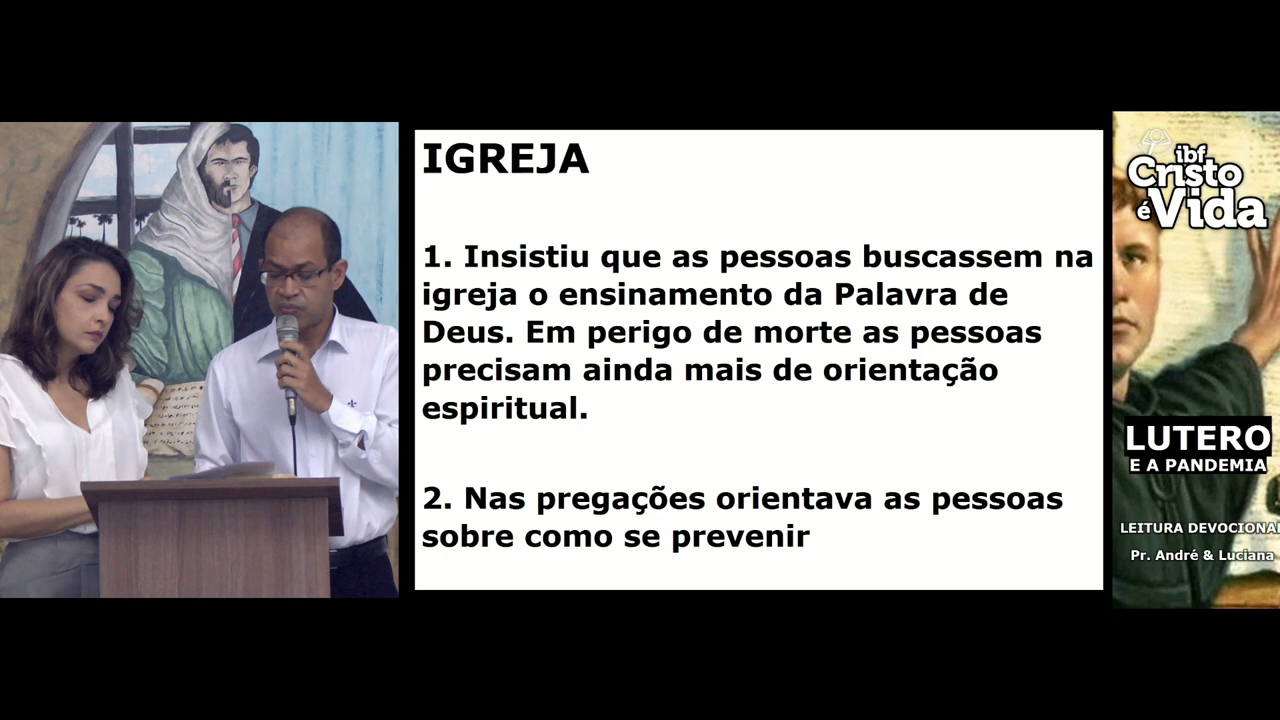 IGREJA
1. Insistiu que as pessoas buscassem na
igreja o ensinamento da Palavra de
Deus. Em perigo de morte as pessoas
precisam ainda mais de orientação
espiritual.
2. Nas pregações orientava as pessoas
sobre como se prevenir
ibf
Cristo
é Vida
LUTERO
E A PANDEMIA
LEITURA DEVOCIONAL
Pr. André & Luciana